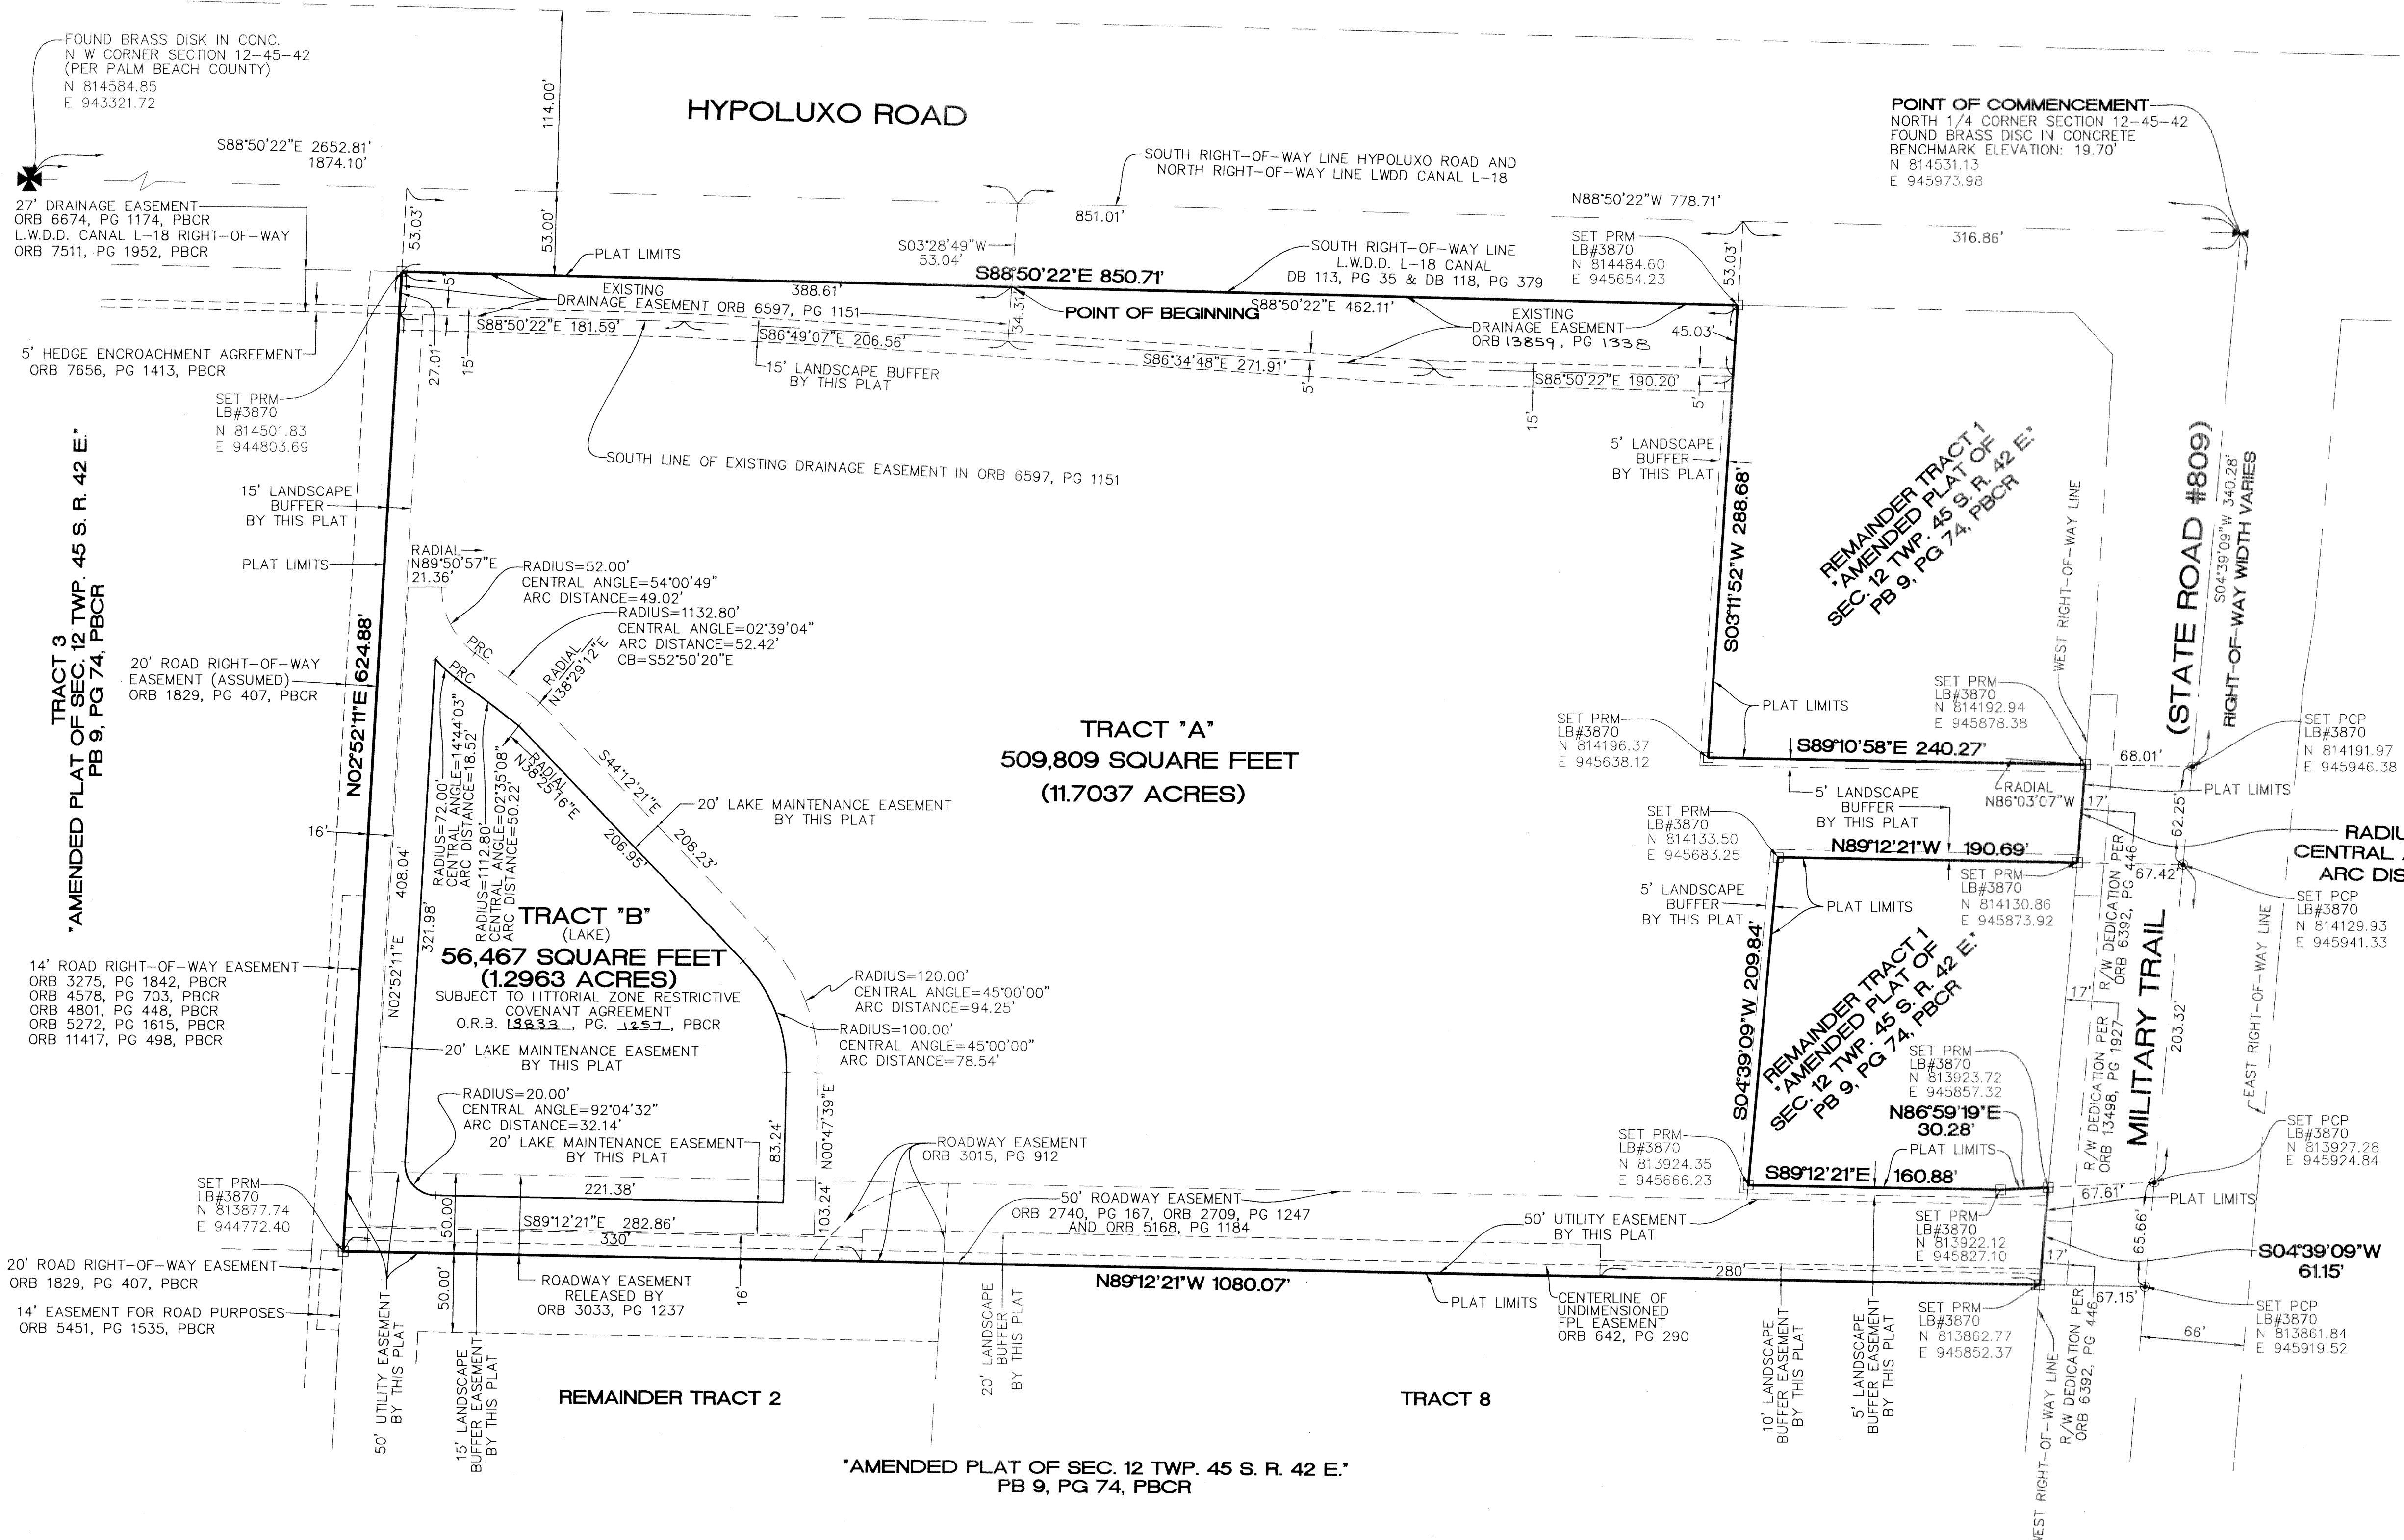 FOUND BRASS DISK IN CONC.
N W CORNER SECTION 12-45-42
(PER PALM BEACH COUNTY)
N 814584.85
E 943321.72
S88°50'22"E 2652.81'
1874.10'
114.00'
53.00'
53.03'
HYPOLUXO ROAD
SOUTH RIGHT-OF-WAY LINE HYPOLUXO ROAD AND
NORTH RIGHT-OF-WAY LINE LWDD CANAL L-18
POINT OF COMMENCEMENT
NORTH 1/4 CORNER SECTION 12-45-42
FOUND BRASS DISC IN CONCRETE
BENCHMARK ELEVATION: 19.70'
N 814531.13
E 945973.98
N88°50'22"W 778.71'
851.01'
316.86'
27' DRAINAGE EASEMENT
ORB 6674, PG 1174, PBCR
L.W.D.D. CANAL L-18 RIGHT-OF-WAY
ORB 7511, PG 1952, PBCR
PLAT LIMITS
S03°28'49"W
53.04'
SOUTH RIGHT-OF-WAY LINE
L.W.D.D. L-18 CANAL
DB 113, PG 35 & DB 118, PG 379
SET PRM
LB#3870
N 814484.60
E 945654.23
53.03'
S88°50'22"E 850.71'
EXISTING
DRAINAGE EASEMENT ORB 6597, PG 1151
388.61'
34.31'
POINT OF BEGINNING
S88°50'22"E 462.11'
EXISTING
DRAINAGE EASEMENT
ORB 13859, PG 1338
45.03'
5'
S88°50'22"E 181.59'
S86°49'07"E 206.56'
S86°34'48"E 271.91'
S88°50'22"E 190.20'
5'
5'
15'
15'
27.01'
15' LANDSCAPE BUFFER
BY THIS PLAT
5' HEDGE ENCROACHMENT AGREEMENT
ORB 7656, PG 1413, PBCR
SET PRM
LB#3870
N 814501.83
E 944803.69
SOUTH LINE OF EXISTING DRAINAGE EASEMENT IN ORB 6597, PG 1151
5' LANDSCAPE
BUFFER
BY THIS PLAT
S03°11'52"W 288.68'
REMAINDER TRACT 1
"AMENDED PLAT OF
SEC. 12 TWP. 45 S. R. 42 E."
PB 9, PG 74, PBCR
WEST RIGHT-OF-WAY LINE
(STATE ROAD #809)
S04°39'09"W 340.28'
RIGHT-OF-WAY WIDTH VARIES
TRACT 3
"AMENDED PLAT OF SEC. 12 TWP. 45 S. R. 42 E."
PB 9, PG 74, PBCR
15' LANDSCAPE
BUFFER
BY THIS PLAT
PLAT LIMITS
N02°52'11"E 624.88'
RADIAL
N89°50'57"E
21.36'
RADIUS=52.00'
CENTRAL ANGLE=54°00'49"
ARC DISTANCE=49.02'
RADIUS=1132.80'
CENTRAL ANGLE=02°39'04"
ARC DISTANCE=52.42'
CB=S52°50'20"E
PRC
PRC
RADIAL
N38°29'12"E
20' ROAD RIGHT-OF-WAY
EASEMENT (ASSUMED)
ORB 1829, PG 407, PBCR
RADIUS=72.00'
CENTRAL ANGLE=14°44'03"
ARC DISTANCE=18.52'
RADIUS=1112.80'
CENTRAL ANGLE=02°35'08"
ARC DISTANCE=50.22'
RADIAL
N38°25'16"E
S44°12'21"E
208.23'
206.95'
20' LAKE MAINTENANCE EASEMENT
BY THIS PLAT
TRACT "A"
509,809 SQUARE FEET
(11.7037 ACRES)
SET PRM
LB#3870
N 814196.37
E 945638.12
PLAT LIMITS
SET PRM
LB#3870
N 814192.94
E 945878.38
S89°10'58"E 240.27'
68.01'
SET PCP
LB#3870
N 814191.97
E 945946.38
5' LANDSCAPE
BUFFER
BY THIS PLAT
RADIAL
N86°03'07"W
17'
PLAT LIMITS
62.25'
RADIU
CENTRAL
ARC DIS
SET PRM
LB#3870
N 814133.50
E 945683.25
N89°12'21"W 190.69'
67.42'
SET PRM
LB#3870
N 814130.86
E 945873.92
SET PCP
LB#3870
N 814129.93
E 945941.33
5' LANDSCAPE
BUFFER
BY THIS PLAT
PLAT LIMITS
S04°39'09"W 209.84'
REMAINDER TRACT 1
"AMENDED PLAT OF
SEC. 12 TWP. 45 S. R. 42 E."
PB 9, PG 74, PBCR
R/W DEDICATION PER
ORB 6392, PG 446
17'
R/W DEDICATION PER
ORB 13498, PG 1927
MILITARY TRAIL
203.32'
EAST RIGHT-OF-WAY LINE
16'
408.04'
N02°52'11"E
321.98'
TRACT "B"
(LAKE)
56,467 SQUARE FEET
(1.2963 ACRES)
SUBJECT TO LITTORIAL ZONE RESTRICTIVE
COVENANT AGREEMENT
O.R.B. 13833, PG. 1257, PBCR
20' LAKE MAINTENANCE EASEMENT
BY THIS PLAT
RADIUS=120.00'
CENTRAL ANGLE=45°00'00"
ARC DISTANCE=94.25'
RADIUS=100.00'
CENTRAL ANGLE=45°00'00"
ARC DISTANCE=78.54'
14' ROAD RIGHT-OF-WAY EASEMENT
ORB 3275, PG 1842, PBCR
ORB 4578, PG 703, PBCR
ORB 4801, PG 448, PBCR
ORB 5272, PG 1615, PBCR
ORB 11417, PG 498, PBCR
RADIUS=20.00'
CENTRAL ANGLE=92°04'32"
ARC DISTANCE=32.14'
20' LAKE MAINTENANCE EASEMENT
BY THIS PLAT
83.24'
N00°47'39"E
103.24'
ROADWAY EASEMENT
ORB 3015, PG 912
221.38'
50.00'
S89°12'21"E 282.86'
330'
50' ROADWAY EASEMENT
ORB 2740, PG 167, ORB 2709, PG 1247
AND ORB 5168, PG 1184
50' UTILITY EASEMENT
BY THIS PLAT
SET PRM
LB#3870
N 813924.35
E 945666.23
S89°12'21"E 160.88'
SET PRM
LB#3870
N 813923.72
E 945857.32
N86°59'19"E
30.28'
PLAT LIMITS
67.61'
SET PCP
LB#3870
N 813927.28
E 945924.84
PLAT LIMITS
65.66'
SET PRM
LB#3870
N 813922.12
E 945827.10
17'
S04°39'09"W
61.15'
SET PRM
LB#3870
N 813877.74
E 944772.40
20' ROAD RIGHT-OF-WAY EASEMENT
ORB 1829, PG 407, PBCR
14' EASEMENT FOR ROAD PURPOSES
ORB 5451, PG 1535, PBCR
50.00'
ROADWAY EASEMENT
RELEASED BY
ORB 3033, PG 1237
16'
N89°12'21"W 1080.07'
PLAT LIMITS
280'
CENTERLINE OF
UNDIMENSIONED
FPL EASEMENT
ORB 642, PG 290
SET PRM
LB#3870
N 813862.77
E 945852.37
67.15'
66'
SET PCP
LB#3870
N 813861.84
E 945919.52
50' UTILITY EASEMENT
BY THIS PLAT
15' LANDSCAPE
BUFFER EASEMENT
BY THIS PLAT
20' LANDSCAPE
BUFFER
BY THIS PLAT
10' LANDSCAPE
BUFFER EASEMENT
BY THIS PLAT
5' LANDSCAPE
BUFFER EASEMENT
BY THIS PLAT
WEST RIGHT-OF-WAY LINE
R/W DEDICATION PER
ORB 6392, PG 446
REMAINDER TRACT 2
TRACT 8
"AMENDED PLAT OF SEC. 12 TWP. 45 S. R. 42 E."
PB 9, PG 74, PBCR